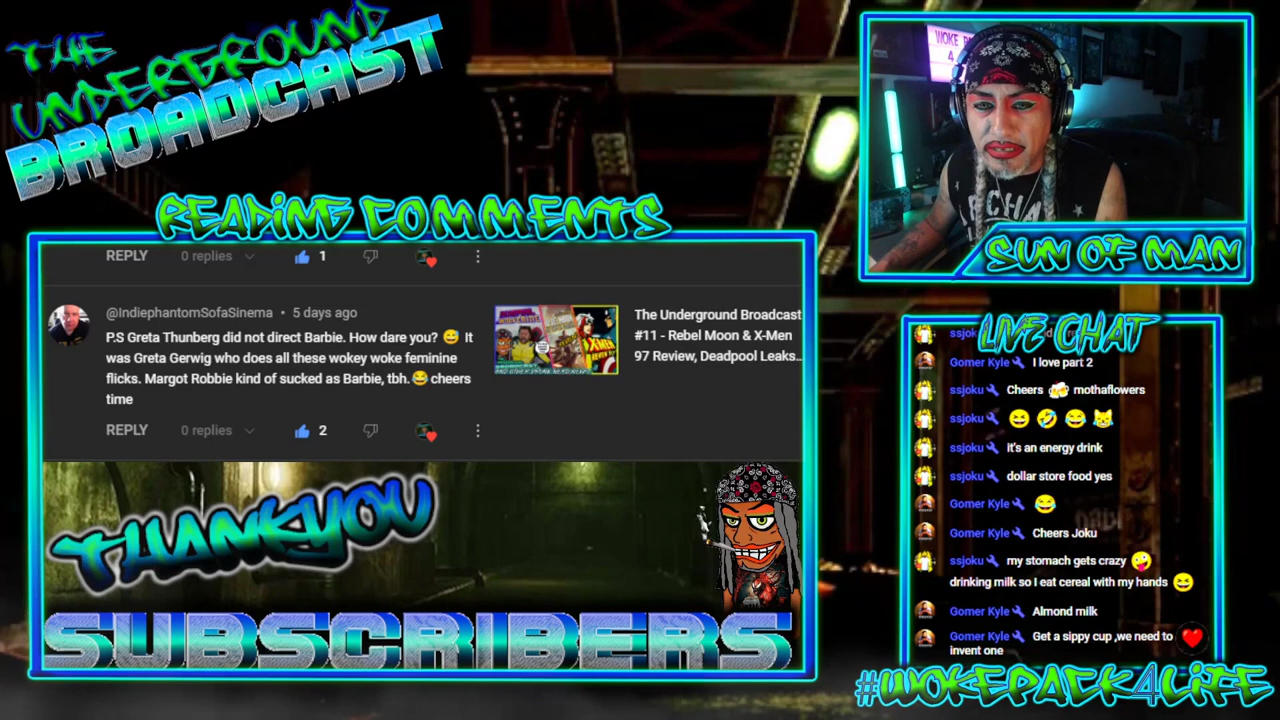 THE
UNDERGROUND
BROADCAST
READING COMMENTS
REPLY 0 replies 1
@IndiephantomSofaSinema • 5 days ago
P.S Greta Thunberg did not direct Barbie. How dare you? 😅 It
was Greta Gerwig who does all these wokey woke feminine
flicks. Margot Robbie kind of sucked as Barbie, tbh.😂 cheers
time
REPLY 0 replies 2
The Underground Broadcast
#11 - Rebel Moon & X-Men
97 Review, Deadpool Leaks...
THANKYOU
SUBSCRIBERS
WOKE
4
SUN OF MAN
LIVE CHAT
ssjok
Gomer Kyle I love part 2
ssjoku Cheers 🍻 mothaflowers
ssjoku 😆 🤣 😂 😹
ssjoku it's an energy drink
ssjoku dollar store food yes
Gomer Kyle 😂
Gomer Kyle Cheers Joku
ssjoku my stomach gets crazy 🤪
drinking milk so I eat cereal with my hands 😆
Gomer Kyle Almond milk
Gomer Kyle Get a sippy cup ,we need to
invent one
#WOKEPACK4LIFE